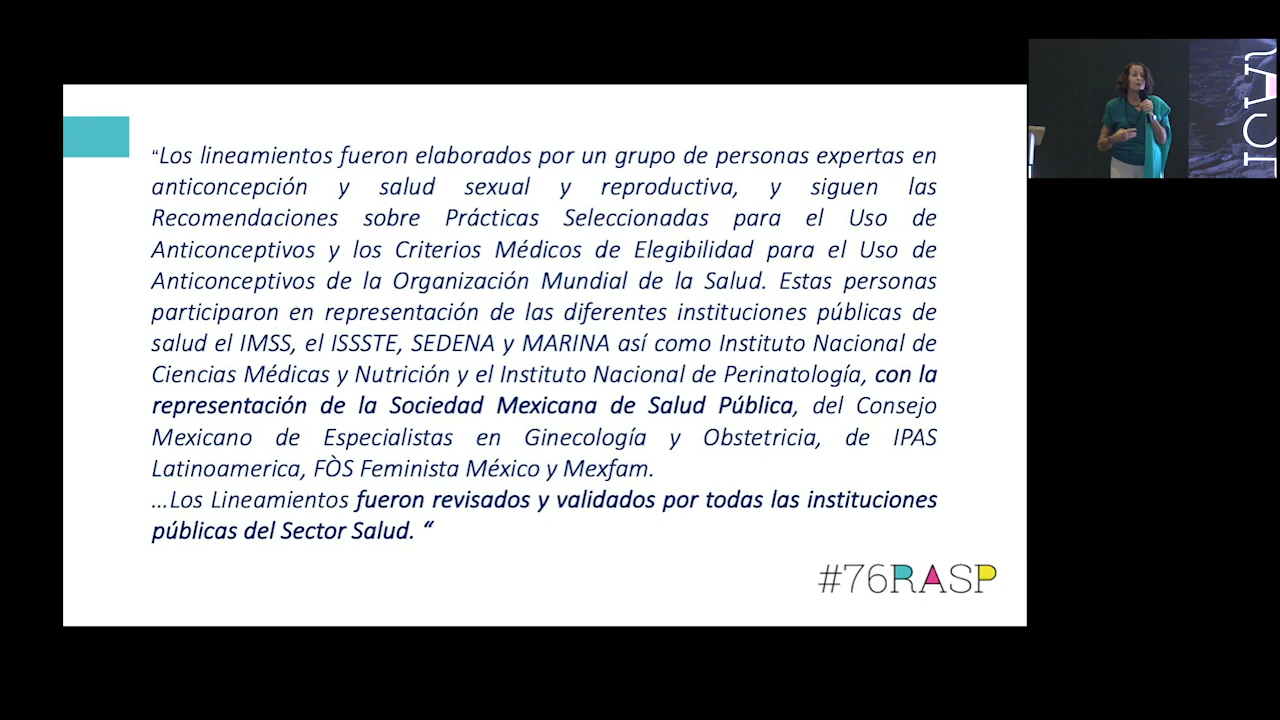 “Los lineamientos fueron elaborados por un grupo de personas expertas en
anticoncepción y salud sexual y reproductiva, y siguen las
Recomendaciones sobre Prácticas Seleccionadas para el Uso de
Anticonceptivos y los Criterios Médicos de Elegibilidad para el Uso de
Anticonceptivos de la Organización Mundial de la Salud. Estas personas
participaron en representación de las diferentes instituciones públicas de
salud el IMSS, el ISSSTE, SEDENA y MARINA así como Instituto Nacional de
Ciencias Médicas y Nutrición y el Instituto Nacional de Perinatología, con la
representación de la Sociedad Mexicana de Salud Pública, del Consejo
Mexicano de Especialistas en Ginecología y Obstetricia, de IPAS
Latinoamerica, FÒS Feminista México y Mexfam.
…Los Lineamientos fueron revisados y validados por todas las instituciones
públicas del Sector Salud. “
#76RASP